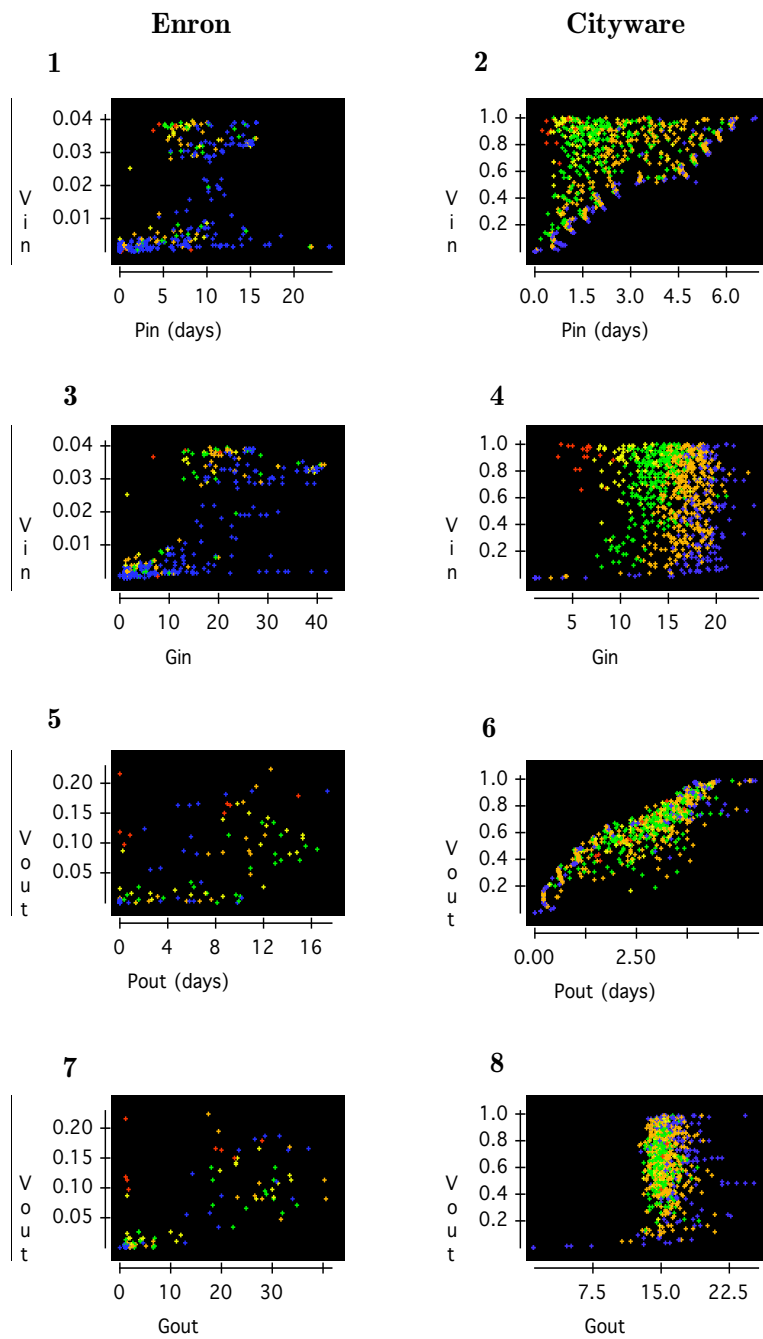 Enron
Cityware
1
2
0.04
0.03
0.02
0.01
V
i
n
0 5 10 15 20
Pin (days)
1.0
0.8
0.6
0.4
0.2
V
i
n
0.0 1.5 3.0 4.5 6.0
Pin (days)
3
4
0.04
0.03
0.02
0.01
V
i
n
0 10 20 30 40
Gin
1.0
0.8
0.6
0.4
0.2
V
i
n
5 10 15 20
Gin
5
6
0.20
0.15
0.10
0.05
V
o
u
t
0 4 8 12 16
Pout (days)
1.0
0.8
0.6
0.4
0.2
V
o
u
t
0.00 2.50
Pout (days)
7
8
0.20
0.15
0.10
0.05
V
o
u
t
0 10 20 30
Gout
1.0
0.8
0.6
0.4
0.2
V
o
u
t
7.5 15.0 22.5
Gout